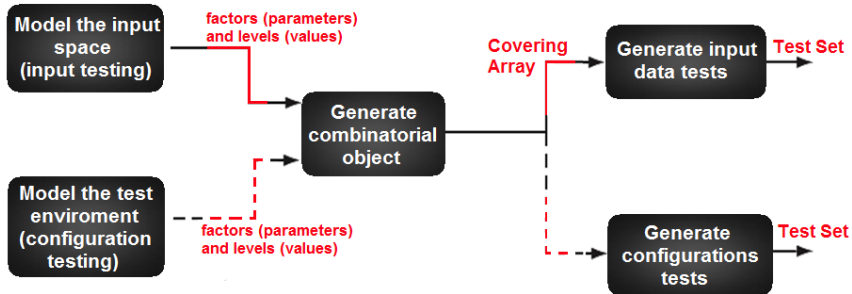 Model the input
space
(input testing)
factors (parameters)
and levels (values)
Generate
combinatorial
object
Covering
Array
Generate input
data tests
Test Set
Model the test
enviroment
(configuration
testing)
factors (parameters)
and levels (values)
Generate
configurations
tests
Test Set